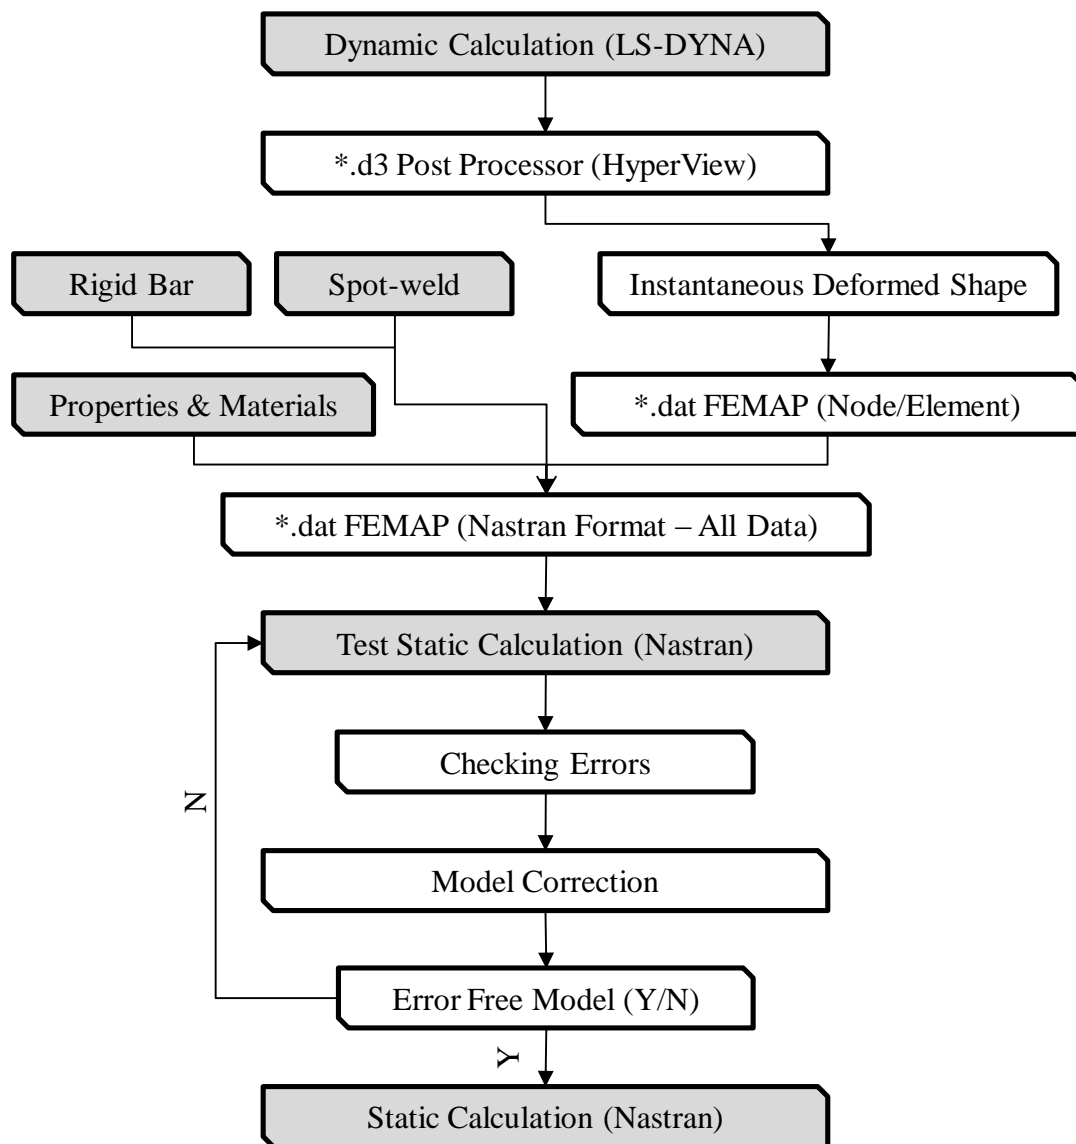 Dynamic Calculation (LS-DYNA)
*.d3 Post Processor (HyperView)
Rigid Bar
Spot-weld
Instantaneous Deformed Shape
Properties & Materials
*.dat FEMAP (Node/Element)
*.dat FEMAP (Nastran Format – All Data)
Test Static Calculation (Nastran)
Checking Errors
N
Model Correction
Error Free Model (Y/N)
Y
Static Calculation (Nastran)